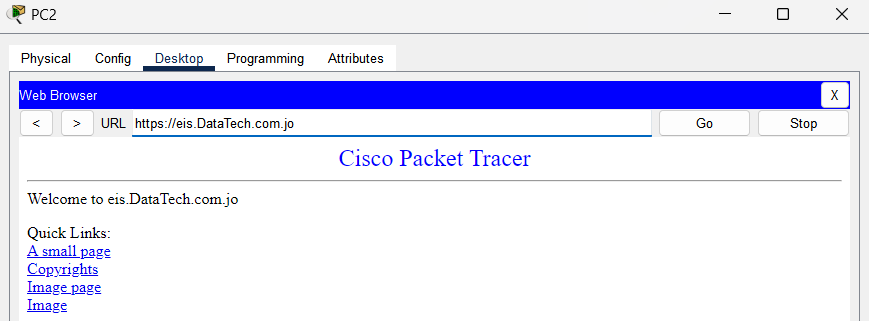 PC2
Physical Config Desktop Programming Attributes
Web Browser X
< > URL https://eis.DataTech.com.jo Go Stop
Cisco Packet Tracer
Welcome to eis.DataTech.com.jo
Quick Links:
A small page
Copyrights
Image page
Image